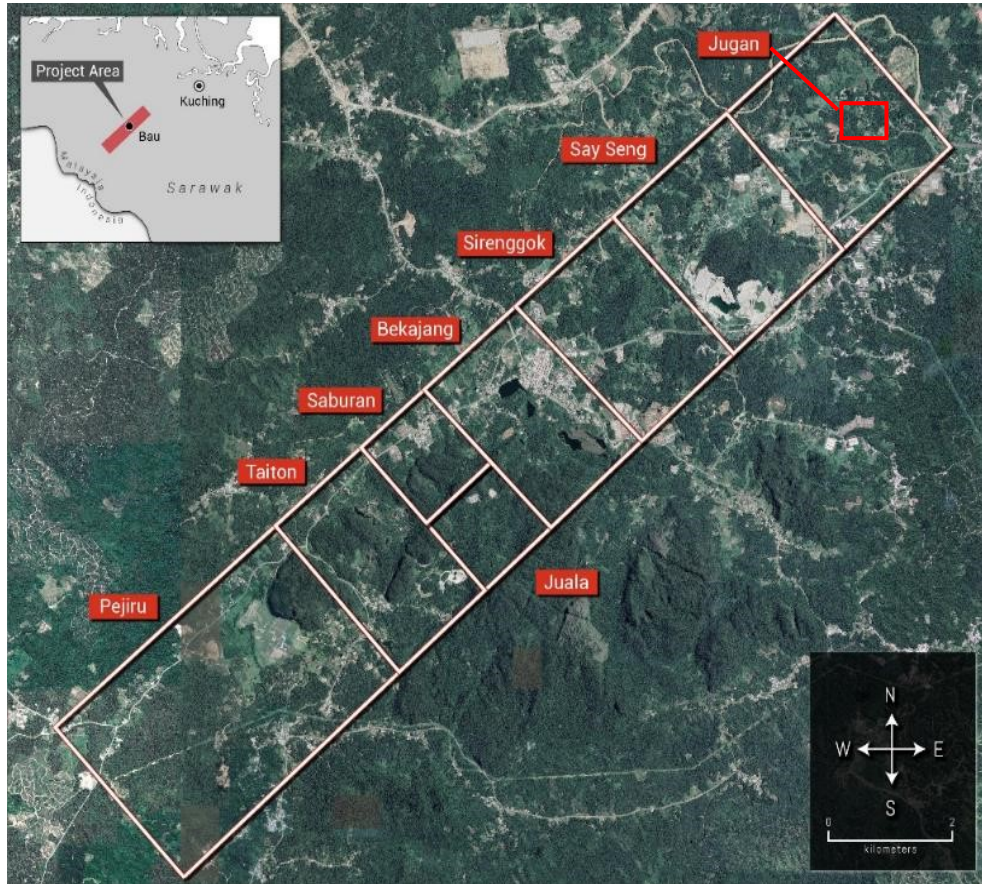 Project Area
Kuching
Bau
Sarawak
Malaysia
Indonesia
Jugan
Say Seng
Sirenggok
Bekajang
Saburan
Taiton
Pejiru
Juala
N
W
E
S
0
2
kilometers